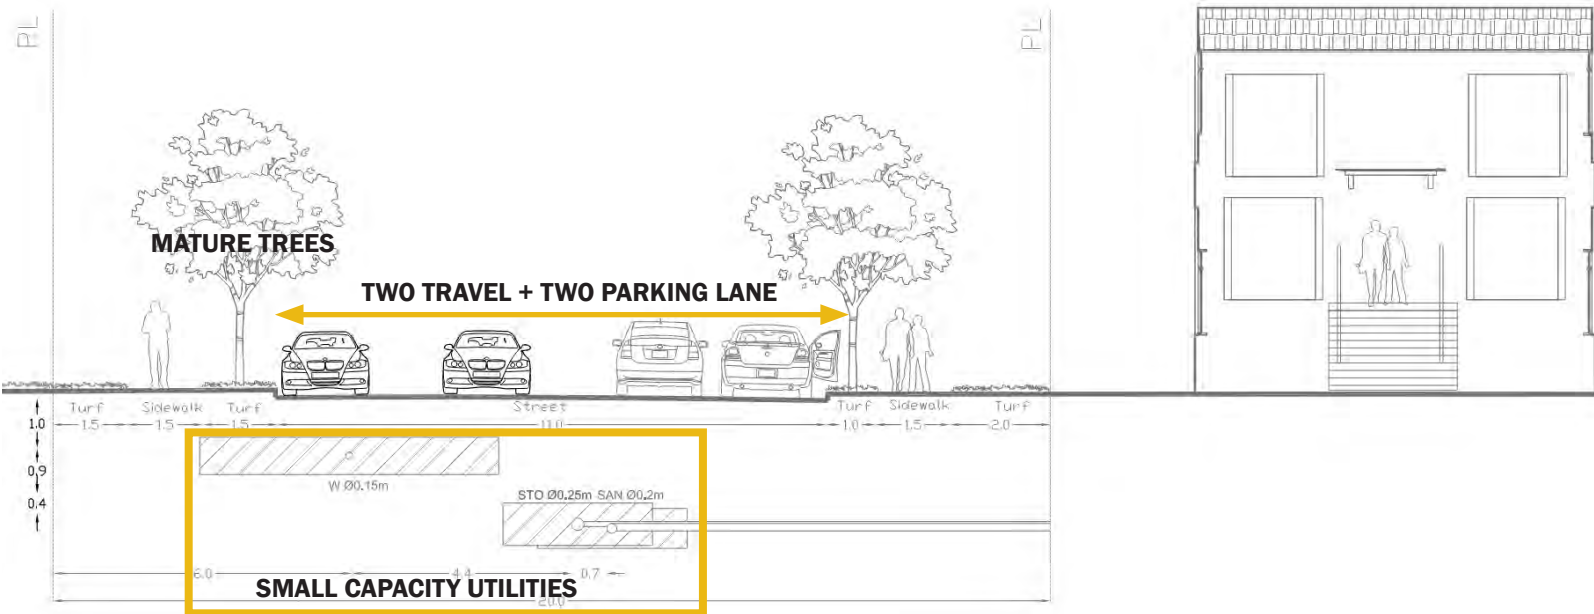 PL
PL
MATURE TREES
TWO TRAVEL + TWO PARKING LANE
Turf Sidewalk Turf Street Turf Sidewalk Turf
1.0 1.5 1.5 1.5 11.0 1.0 1.5 2.0
0.9
W Ø0.15m
0.4
STO Ø0.25m SAN Ø0.2m
6.0 4.4 0.7
SMALL CAPACITY UTILITIES
20.0